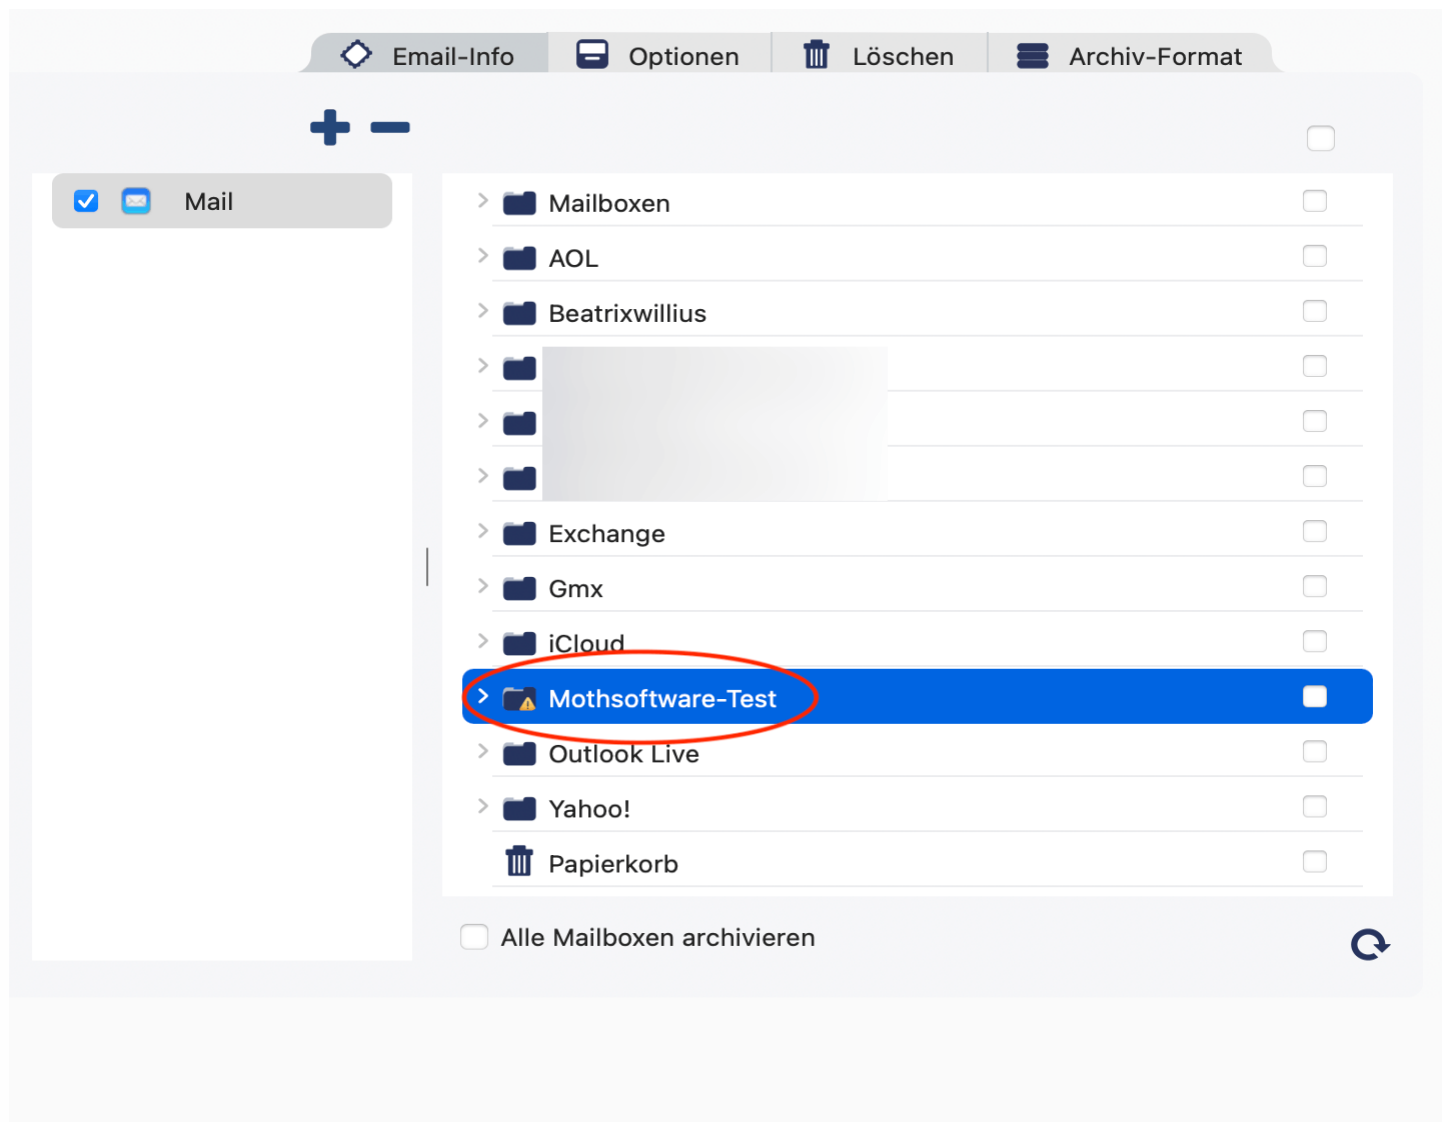 Email-Info
Optionen
Löschen
Archiv-Format
Mail
Mailboxen
AOL
Beatrixwillius
Exchange
Gmx
iCloud
Mothsoftware-Test
Outlook Live
Yahoo!
Papierkorb
Alle Mailboxen archivieren